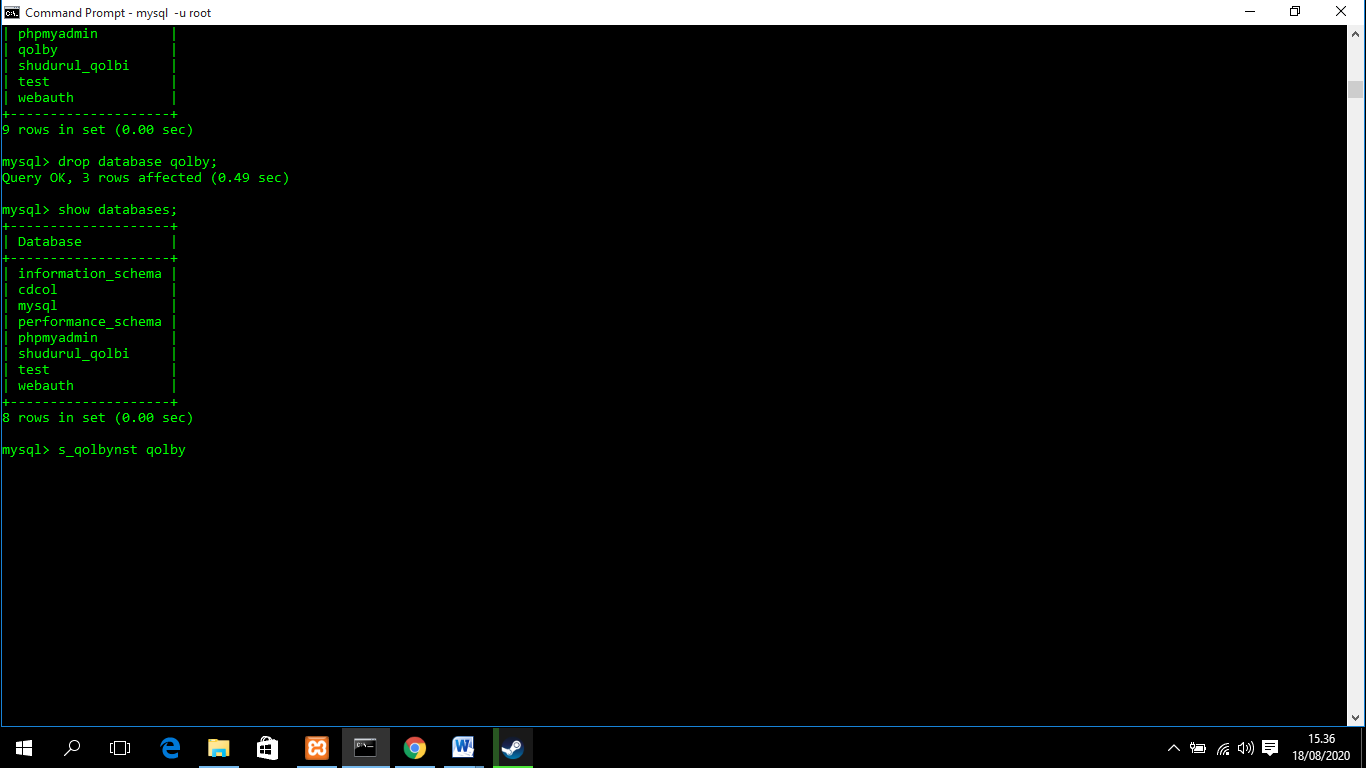 Command Prompt - mysql -u root
| phpmyadmin         |
| qolby              |
| shudurul_qolbi     |
| test               |
| webauth            |
+--------------------+
9 rows in set (0.00 sec)
mysql> drop database qolby;
Query OK, 3 rows affected (0.49 sec)
mysql> show databases;
+--------------------+
| Database           |
+--------------------+
| information_schema |
| cdcol              |
| mysql              |
| performance_schema |
| phpmyadmin         |
| shudurul_qolbi     |
| test               |
| webauth            |
+--------------------+
8 rows in set (0.00 sec)
mysql> s_qolbynst qolby
15.36
18/08/2020